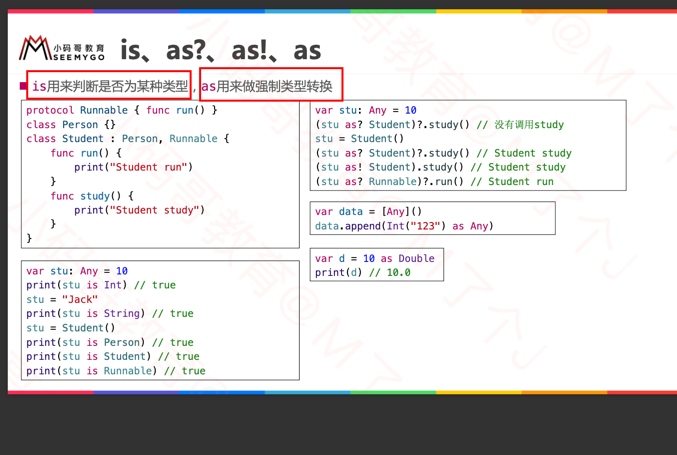 小码哥教育
SEEMYGO
is、as?、as!、as
is用来判断是否为某种类型，as用来做强制类型转换
protocol Runnable { func run() }
class Person {}
class Student : Person, Runnable {
    func run() {
        print("Student run")
    }
    func study() {
        print("Student study")
    }
}
var stu: Any = 10
print(stu is Int) // true
stu = "Jack"
print(stu is String) // true
stu = Student()
print(stu is Person) // true
print(stu is Student) // true
print(stu is Runnable) // true
var stu: Any = 10
(stu as? Student)?.study() // 没有调用study
stu = Student()
(stu as? Student)?.study() // Student study
(stu as! Student).study() // Student study
(stu as? Runnable)?.run() // Student run
var data = [Any]()
data.append(Int("123") as Any)
var d = 10 as Double
print(d) // 10.0